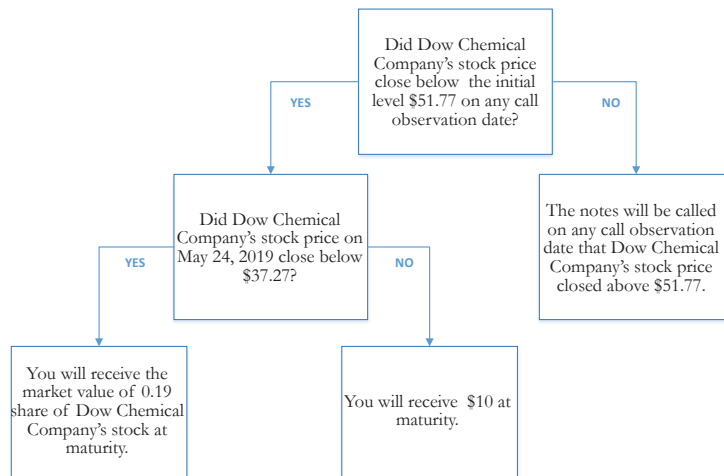 Did Dow Chemical
Company's stock price
close below the initial
level $51.77 on any call
observation date?
YES
NO
Did Dow Chemical
Company's stock price on
May 24, 2019 close below
$37.27?
The notes will be called
on any call observation
date that Dow Chemical
Company's stock price
closed above $51.77.
YES
NO
You will receive the
market value of 0.19
share of Dow Chemical
Company's stock at
maturity.
You will receive $10 at
maturity.